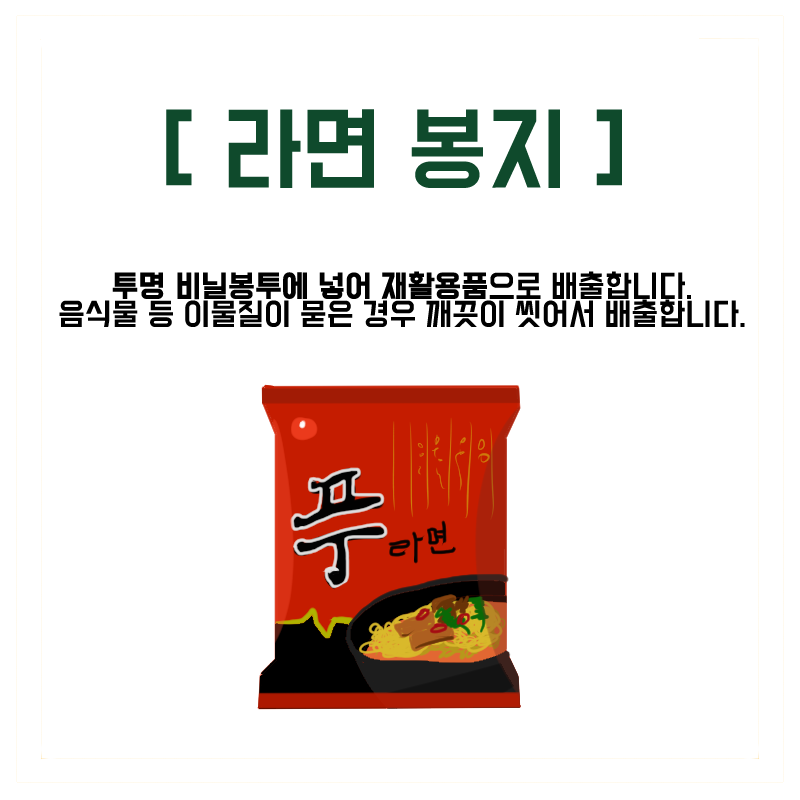 [ 라면 봉지 ]
투명 비닐봉투에 넣어 재활용품으로 배출합니다.
음식물 등 이물질이 묻은 경우 깨끗이 씻어서 배출합니다.
푸
라면